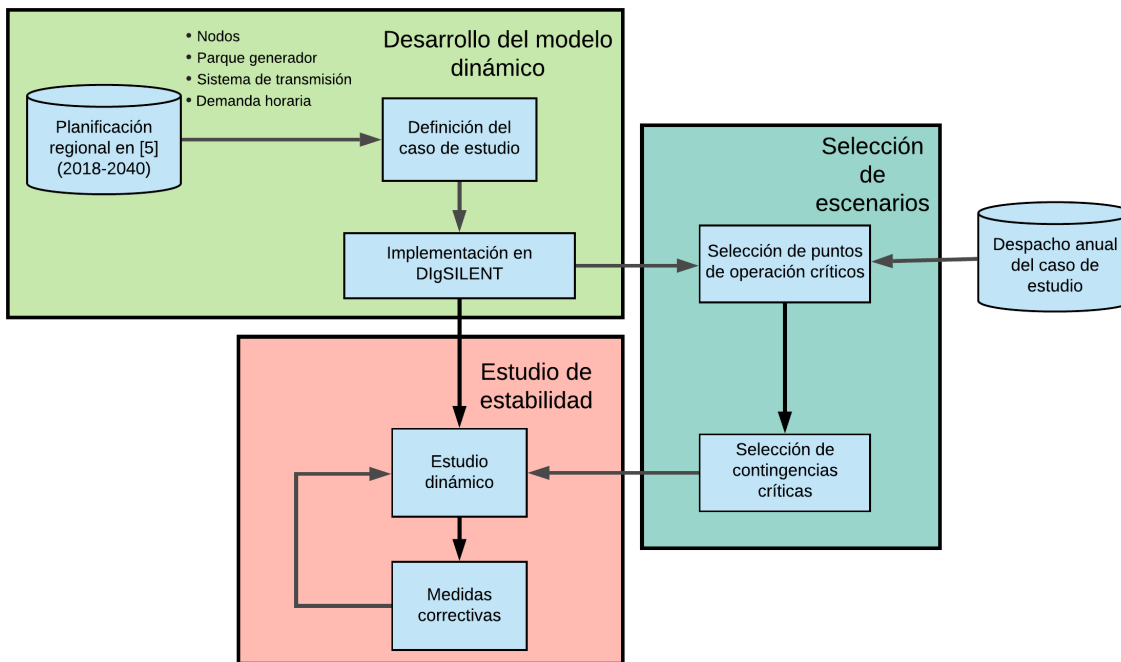 • Nodos
• Parque generador
• Sistema de transmisión
• Demanda horaria
Desarrollo del modelo
dinámico
Planificación
regional en [5]
(2018-2040)
Definición del
caso de estudio
Implementación en
DIgSILENT
Selección
de
escenarios
Selección de puntos
de operación críticos
Despacho anual
del caso de
estudio
Selección de
contingencias
críticas
Estudio de
estabilidad
Estudio
dinámico
Medidas
correctivas